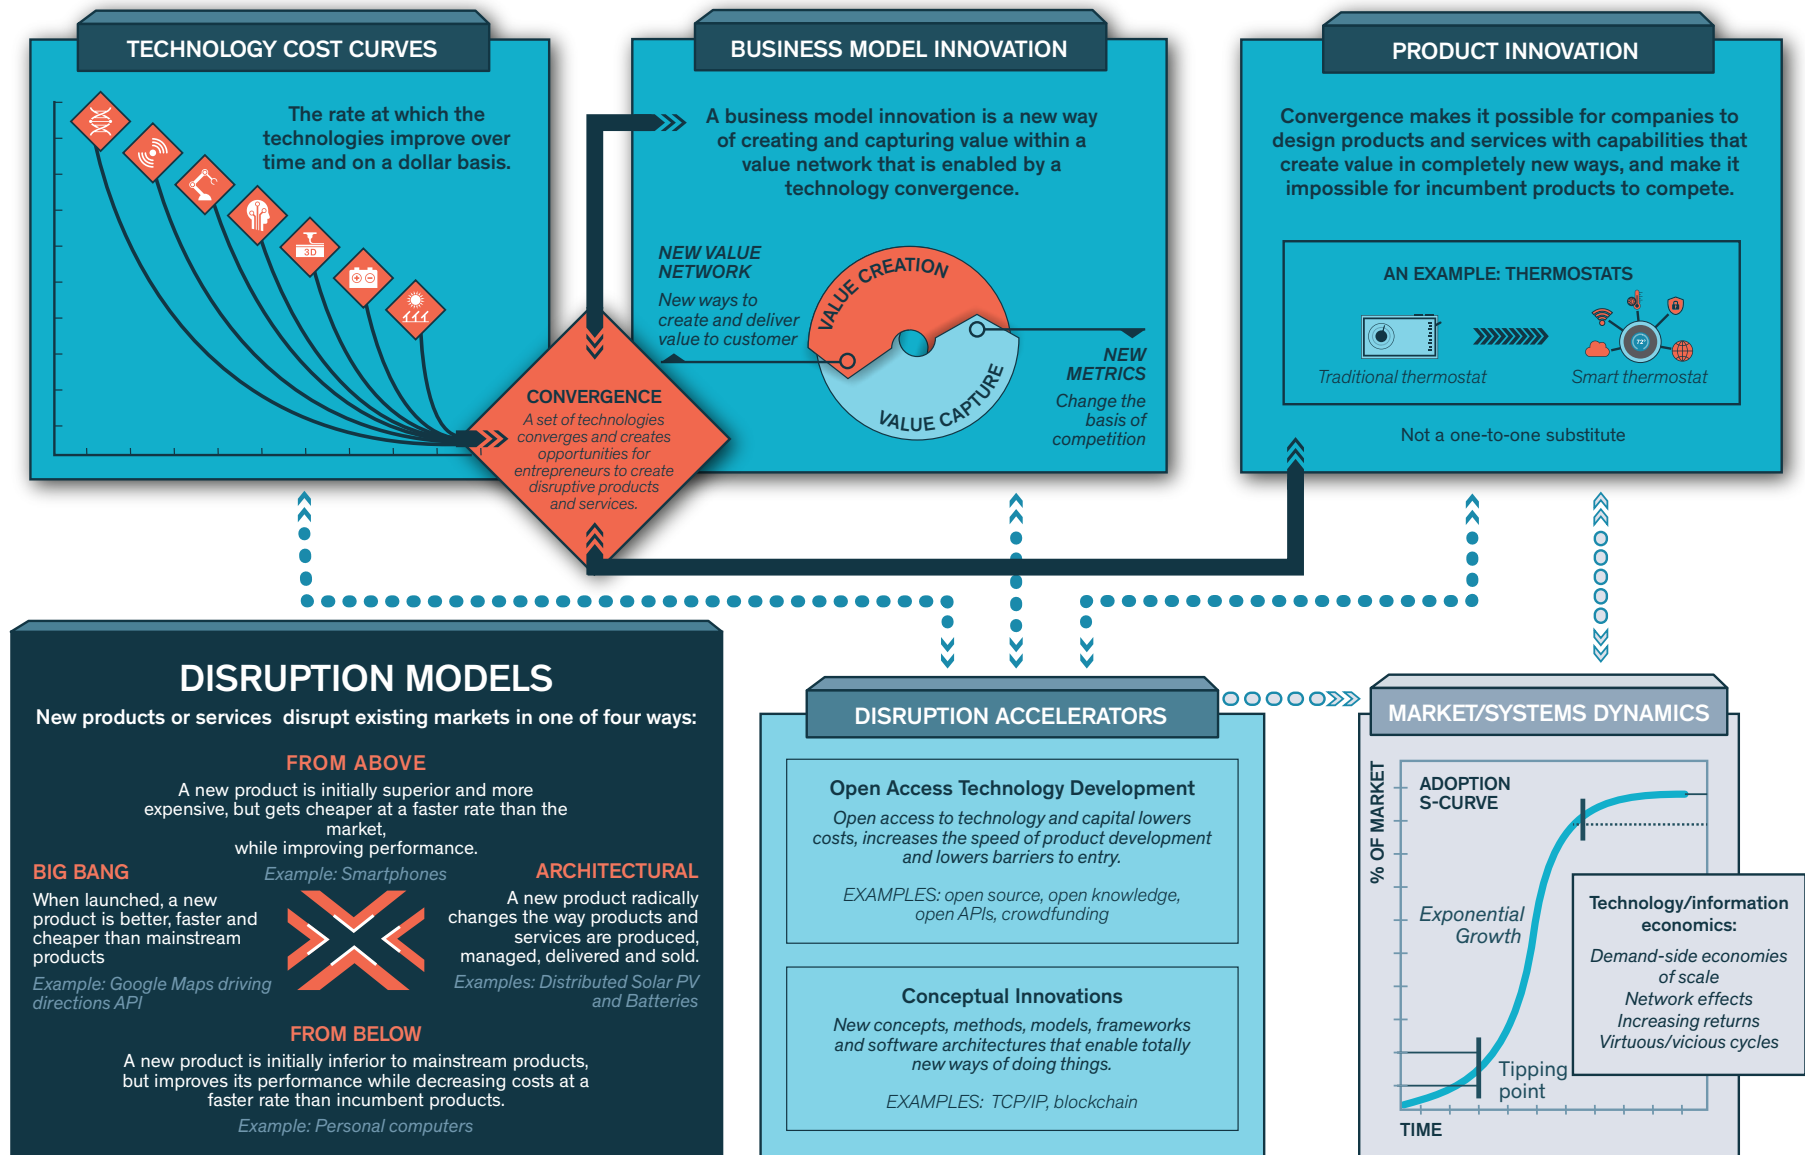 TECHNOLOGY COST CURVES
The rate at which the
technologies improve over
time and on a dollar basis.
3D
CONVERGENCE
A set of technologies
converges and creates
opportunities for
entrepreneurs to create
disruptive products
and services.
BUSINESS MODEL INNOVATION
A business model innovation is a new way
of creating and capturing value within a
value network that is enabled by a
technology convergence.
NEW VALUE
NETWORK
New ways to
create and deliver
value to customer
VALUE CREATION
VALUE CAPTURE
NEW
METRICS
Change the
basis of
competition
PRODUCT INNOVATION
Convergence makes it possible for companies to
design products and services with capabilities that
create value in completely new ways, and make it
impossible for incumbent products to compete.
AN EXAMPLE: THERMOSTATS
72°
Traditional thermostat
Smart thermostat
Not a one-to-one substitute
DISRUPTION MODELS
New products or services disrupt existing markets in one of four ways:
FROM ABOVE
A new product is initially superior and more
expensive, but gets cheaper at a faster rate than the
market,
while improving performance.
Example: Smartphones
BIG BANG
When launched, a new
product is better, faster and
cheaper than mainstream
products
Example: Google Maps driving
directions API
ARCHITECTURAL
A new product radically
changes the way products and
services are produced,
managed, delivered and sold.
Examples: Distributed Solar PV
and Batteries
FROM BELOW
A new product is initially inferior to mainstream products,
but improves its performance while decreasing costs at a
faster rate than incumbent products.
Example: Personal computers
DISRUPTION ACCELERATORS
Open Access Technology Development
Open access to technology and capital lowers
costs, increases the speed of product development
and lowers barriers to entry.
EXAMPLES: open source, open knowledge,
open APIs, crowdfunding
Conceptual Innovations
New concepts, methods, models, frameworks
and software architectures that enable totally
new ways of doing things.
EXAMPLES: TCP/IP, blockchain
MARKET/SYSTEMS DYNAMICS
% OF MARKET
ADOPTION
S-CURVE
Exponential
Growth
Tipping
point
TIME
Technology/information
economics:
Demand-side economies
of scale
Network effects
Increasing returns
Virtuous/vicious cycles